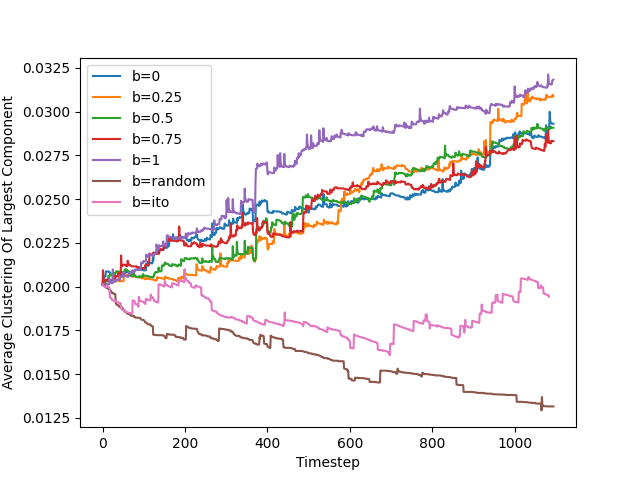 0.0325
0.0300
0.0275
0.0250
0.0225
0.0200
0.0175
0.0150
0.0125
Average Clustering Of Largest Component
b=0
b=0.25
b=0.5
b=0.75
b=1
b=random
b=ito
0
200
400
600
800
1000
Timestep